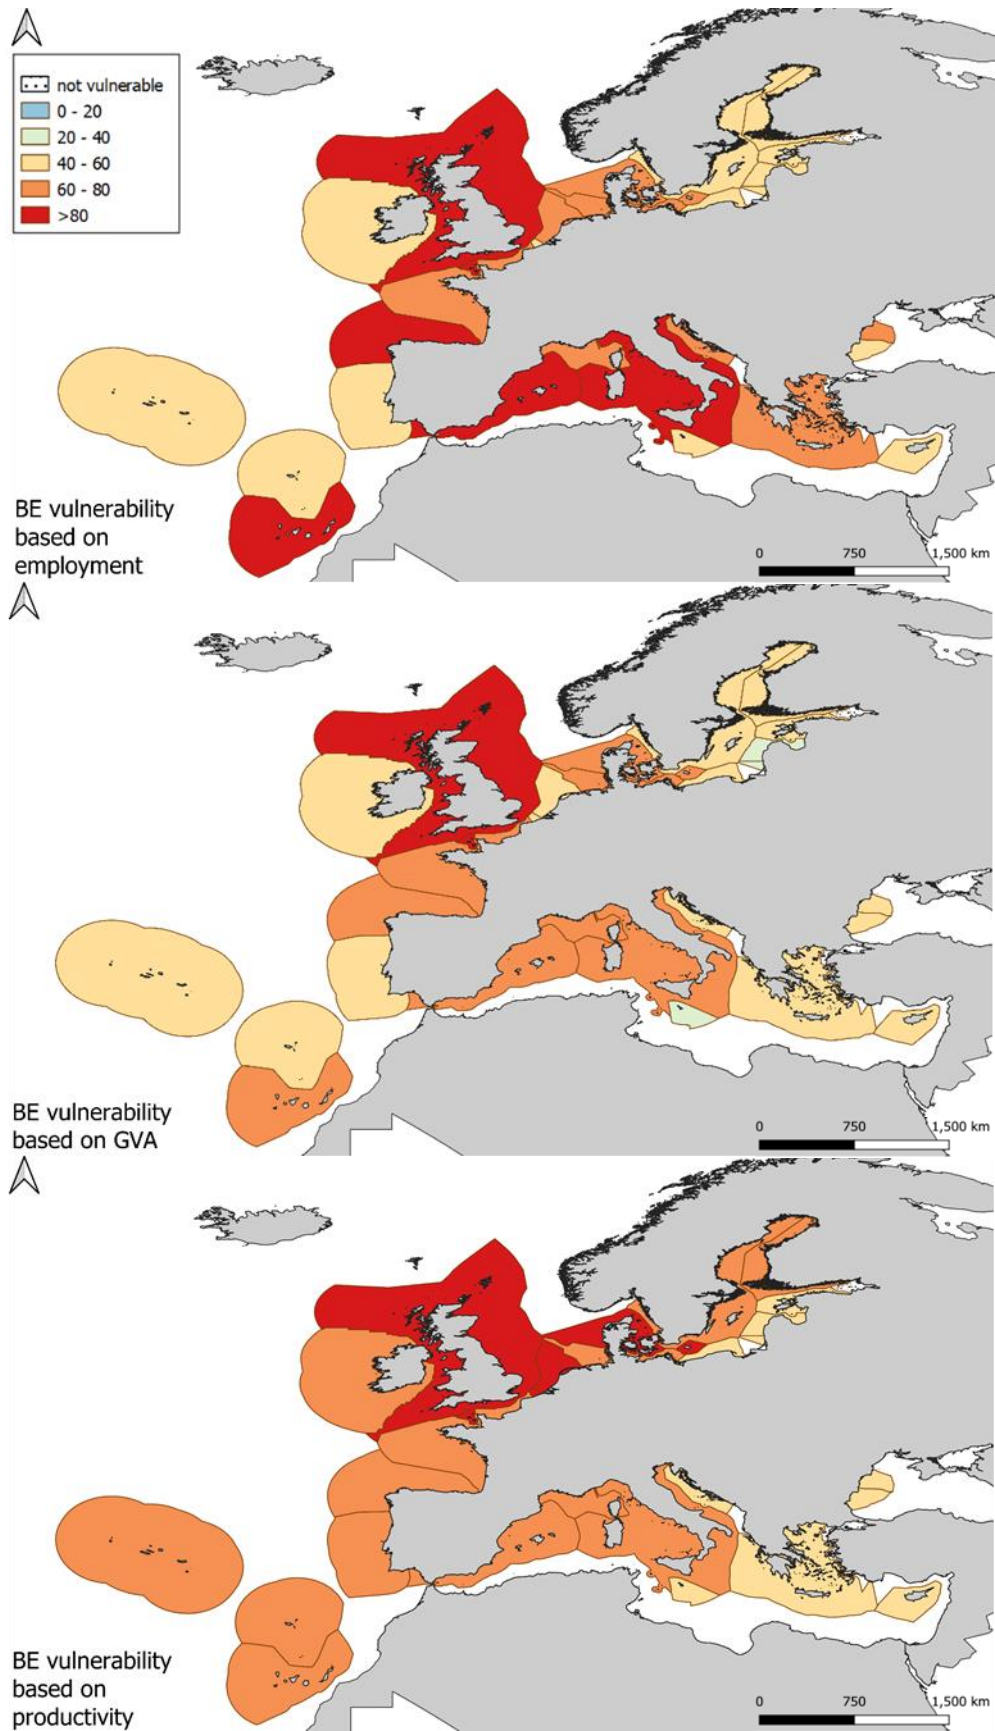 not vulnerable
0 - 20
20 - 40
40 - 60
60 - 80
>80
BE vulnerability
based on
employment
0 750 1,500 km
BE vulnerability
based on GVA
0 750 1,500 km
BE vulnerability
based on
productivity
0 750 1,500 km